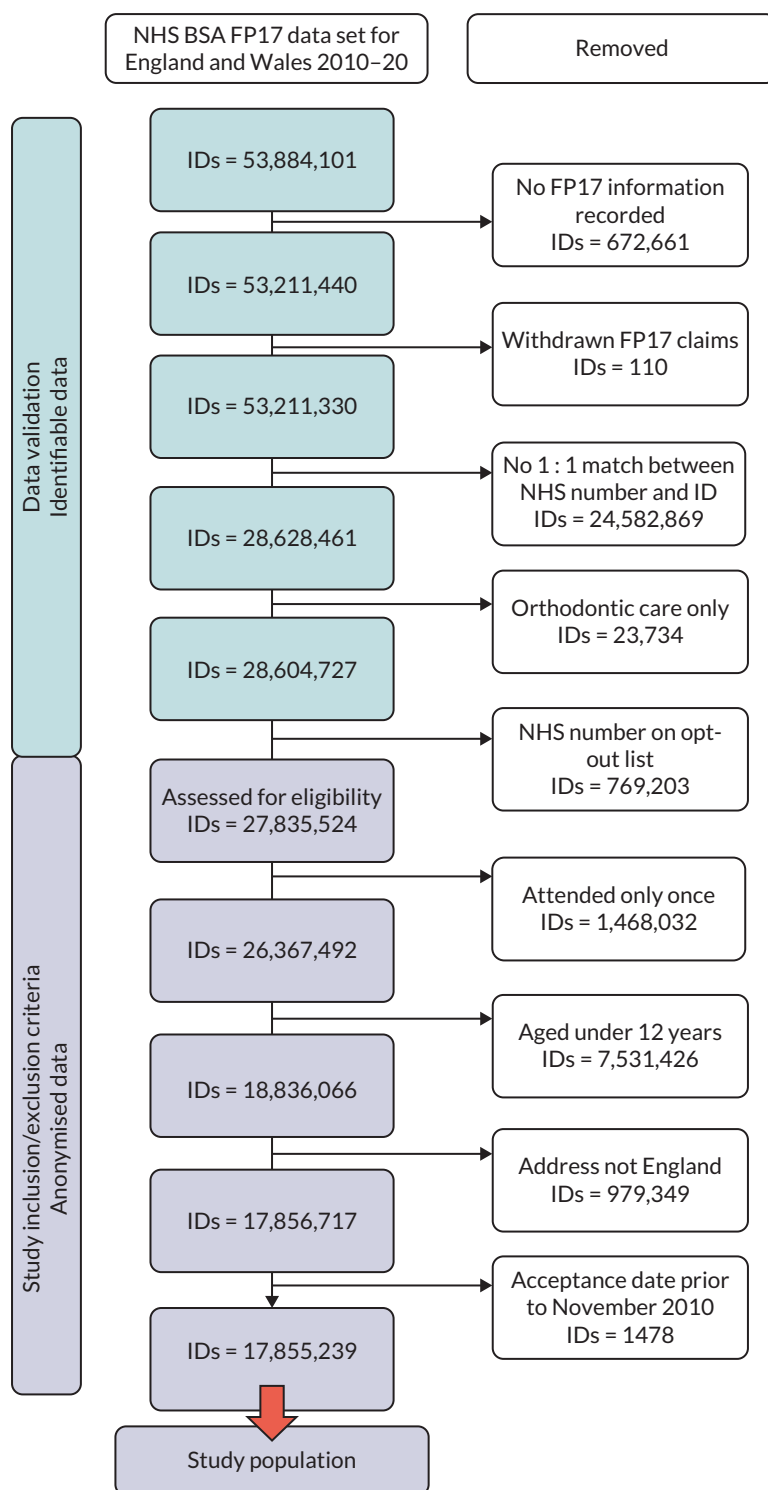 NHS BSA FP17 data set for
England and Wales 2010–20
Removed
Data validation
Identifiable data
IDs = 53,884,101
No FP17 information
recorded
IDs = 672,661
IDs = 53,211,440
Withdrawn FP17 claims
IDs = 110
IDs = 53,211,330
No 1 : 1 match between
NHS number and ID
IDs = 24,582,869
IDs = 28,628,461
Orthodontic care only
IDs = 23,734
IDs = 28,604,727
NHS number on opt-
out list
IDs = 769,203
Study inclusion/exclusion criteria
Anonymised data
Assessed for eligibility
IDs = 27,835,524
Attended only once
IDs = 1,468,032
IDs = 26,367,492
Aged under 12 years
IDs = 7,531,426
IDs = 18,836,066
Address not England
IDs = 979,349
IDs = 17,856,717
Acceptance date prior
to November 2010
IDs = 1478
IDs = 17,855,239
Study population